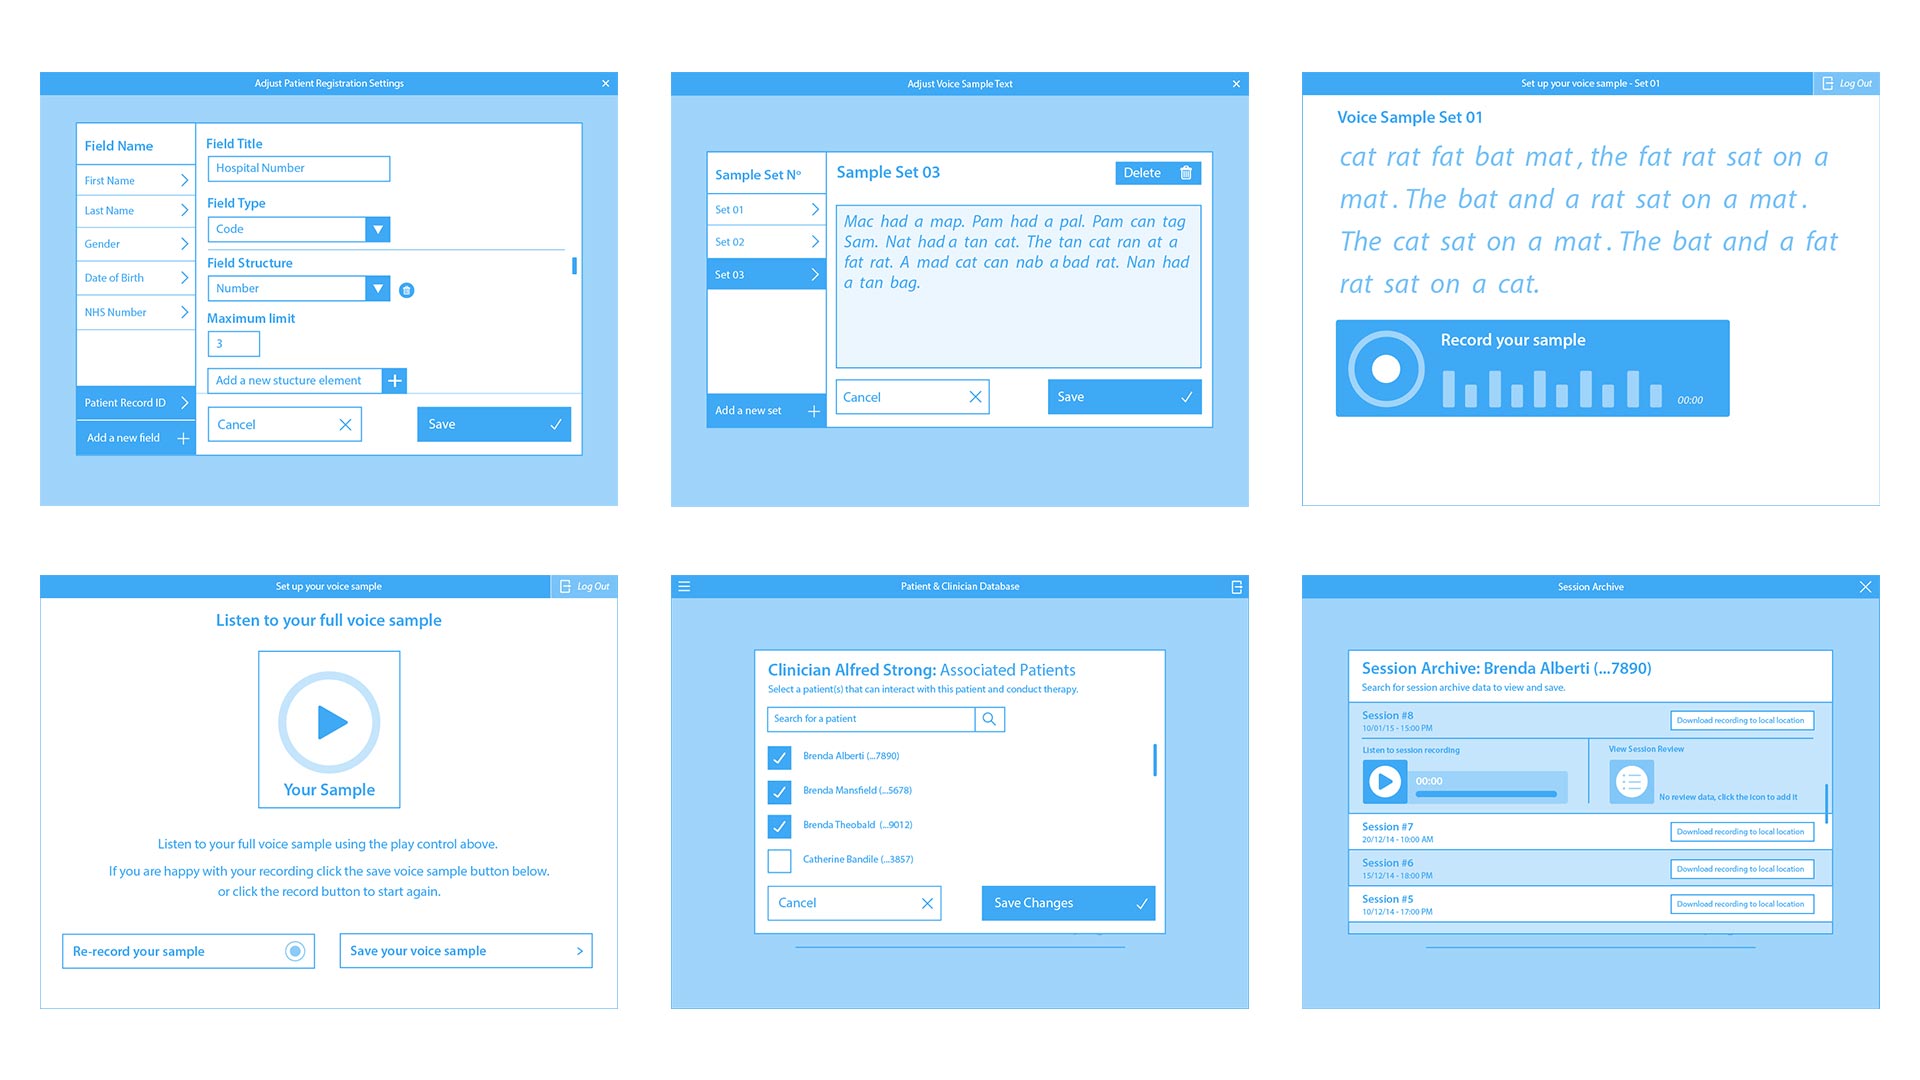 Adjust Patient Registration Settings
Field Name
First Name
Last Name
Gender
Date of Birth
NHS Number
Patient Record ID
Add a new field
Field Title
Hospital Number
Field Type
Code
Field Structure
Number
Maximum limit
3
Add a new stucture element
Cancel
Save
Adjust Voice Sample Text
Sample Set Nº
Set 01
Set 02
Set 03
Add a new set
Sample Set 03
Delete
Mac had a map. Pam had a pal. Pam can tag
Sam. Nat had a tan cat. The tan cat ran at a
fat rat. A mad cat can nab a bad rat. Nan had
a tan bag.
Cancel
Save
Set up your voice sample - Set 01
Log Out
Voice Sample Set 01
cat rat fat bat mat, the fat rat sat on a
mat. The bat and a rat sat on a mat.
The cat sat on a mat. The bat and a fat
rat sat on a cat.
Record your sample
00:00
Set up your voice sample
Log Out
Listen to your full voice sample
Your Sample
Listen to your full voice sample using the play control above.
If you are happy with your recording click the save voice sample button below.
or click the record button to start again.
Re-record your sample
Save your voice sample
Patient & Clinician Database
Clinician Alfred Strong: Associated Patients
Select a patient(s) that can interact with this patient and conduct therapy.
Search for a patient
Brenda Alberti (...7890)
Brenda Mansfield (...5678)
Brenda Theobald (...9012)
Catherine Bandile (...3857)
Cancel
Save Changes
Session Archive
Session Archive: Brenda Alberti (...7890)
Search for session archive data to view and save.
Session #8
10/01/15 - 15:00 PM
Download recording to local location
Listen to session recording
00:00
View Session Review
No review data, click the icon to add it
Session #7
20/12/14 - 10:00 AM
Download recording to local location
Session #6
15/12/14 - 18:00 PM
Download recording to local location
Session #5
10/12/14 - 17:00 PM
Download recording to local location